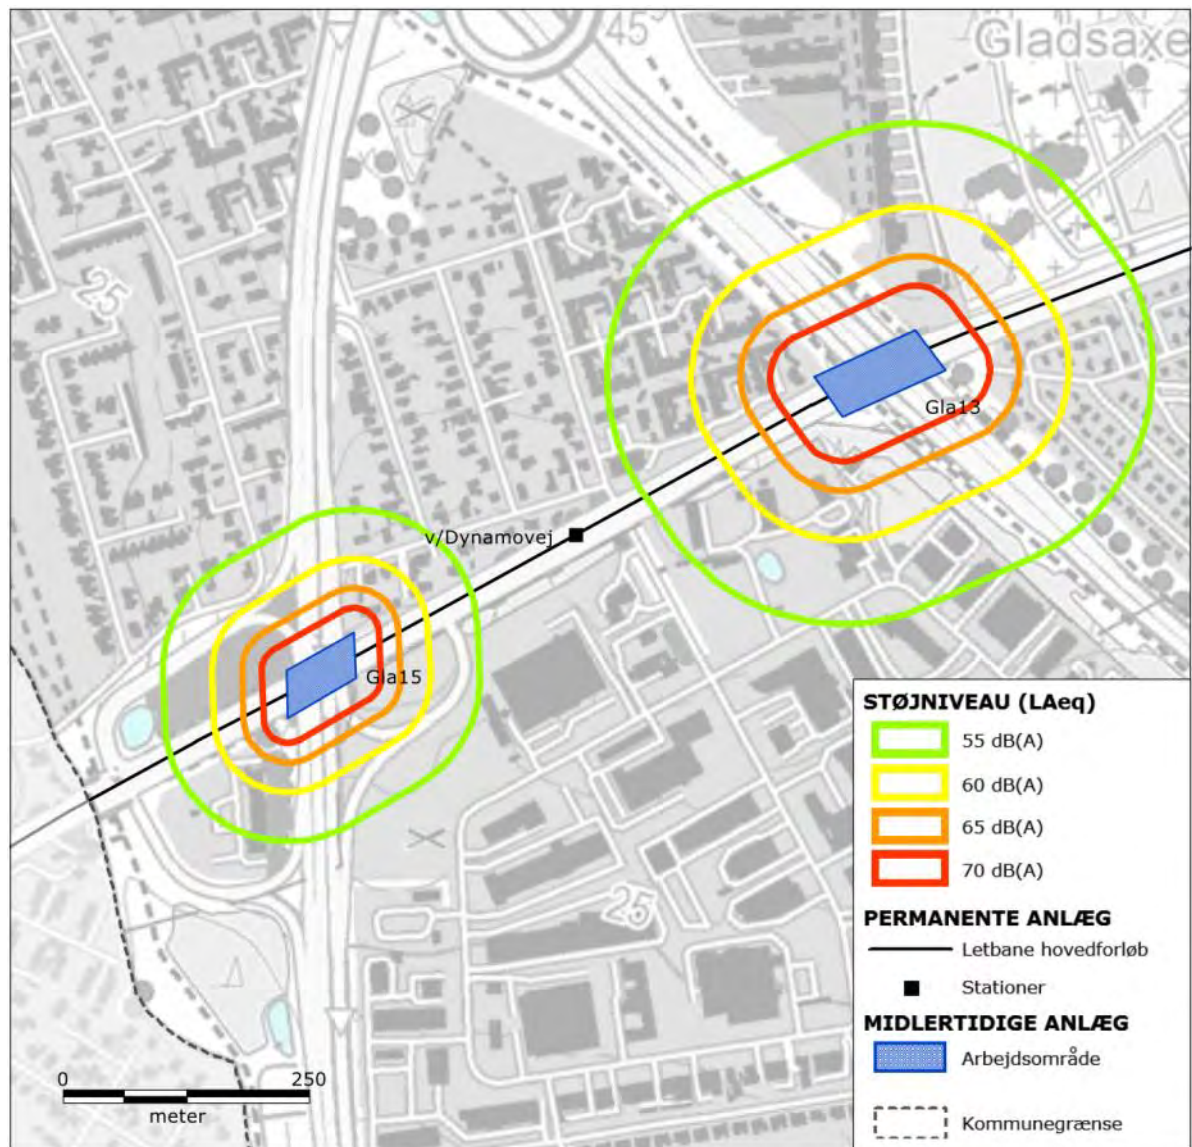 45
Gladsaxe
25
Gla13
v/Dynamovej
Gla15
25
STØJNIVEAU (LAeq)
55 dB(A)
60 dB(A)
65 dB(A)
70 dB(A)
PERMANENTE ANLÆG
Letbane hovedforløb
Stationer
MIDLERTIDIGE ANLÆG
Arbejdsområde
Kommunegrænse
0 250
meter